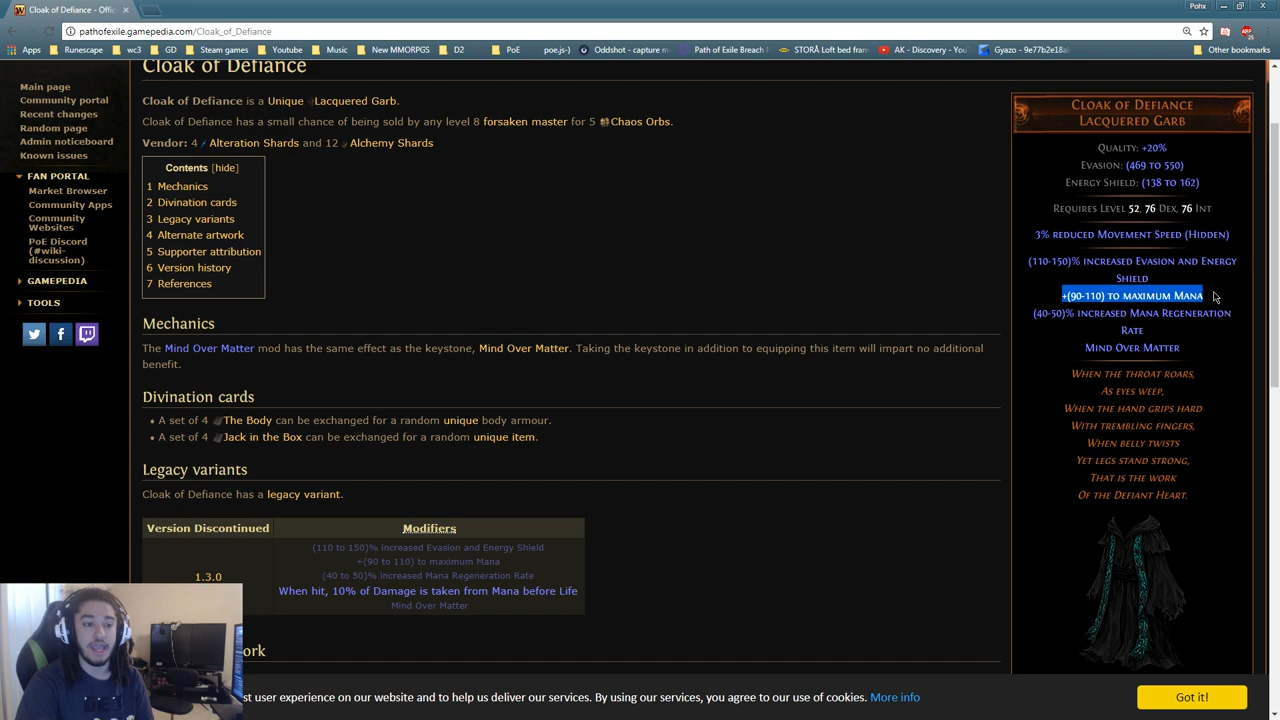 Cloak of Defiance - Offic
Pohx
pathofexile.gamepedia.com/Cloak_of_Defiance
Apps
Runescape
wc3
GD
Steam games
Youtube
Music
New MMORPGS
D2
PoE
poe.js-)
Oddshot - capture m
Path of Exile Breach
STORÅ Loft bed fram
AK - Discovery - You
Gyazo - 9e77b2e18a
Other bookmarks
Main page
Community portal
Recent changes
Random page
Admin noticeboard
Known issues
FAN PORTAL
Market Browser
Community Apps
Community
Websites
PoE Discord
(#wiki-
discussion)
GAMEPEDIA
TOOLS
Cloak of Defiance
Cloak of Defiance is a Unique Lacquered Garb.
Cloak of Defiance has a small chance of being sold by any level 8 forsaken master for 5 Chaos Orbs.
Vendor: 4 Alteration Shards and 12 Alchemy Shards
Contents [hide]
1 Mechanics
2 Divination cards
3 Legacy variants
4 Alternate artwork
5 Supporter attribution
6 Version history
7 References
Mechanics
The Mind Over Matter mod has the same effect as the keystone, Mind Over Matter. Taking the keystone in addition to equipping this item will impart no additional
benefit.
Divination cards
• A set of 4 The Body can be exchanged for a random unique body armour.
• A set of 4 Jack in the Box can be exchanged for a random unique item.
Legacy variants
Cloak of Defiance has a legacy variant.
Version Discontinued
Modifiers
1.3.0
(110 to 150)% increased Evasion and Energy Shield
+(90 to 110) to maximum Mana
(40 to 50)% increased Mana Regeneration Rate
When hit, 10% of Damage is taken from Mana before Life
Mind Over Matter
ork
Cloak of Defiance
Lacquered Garb
Quality: +20%
Evasion: (469 to 550)
Energy Shield: (138 to 162)
Requires Level 52, 76 Dex, 76 Int
3% reduced Movement Speed (Hidden)
(110-150)% increased Evasion and Energy
Shield
+(90-110) to maximum Mana
(40-50)% increased Mana Regeneration
Rate
Mind Over Matter
When the throat roars,
As eyes weep,
When the hand grips hard
With trembling fingers,
When belly twists
Yet legs stand strong,
That is the work
Of the Defiant Heart.
st user experience on our website and to help us deliver our services. By using our services, you agree to our use of cookies. More info
Got it!